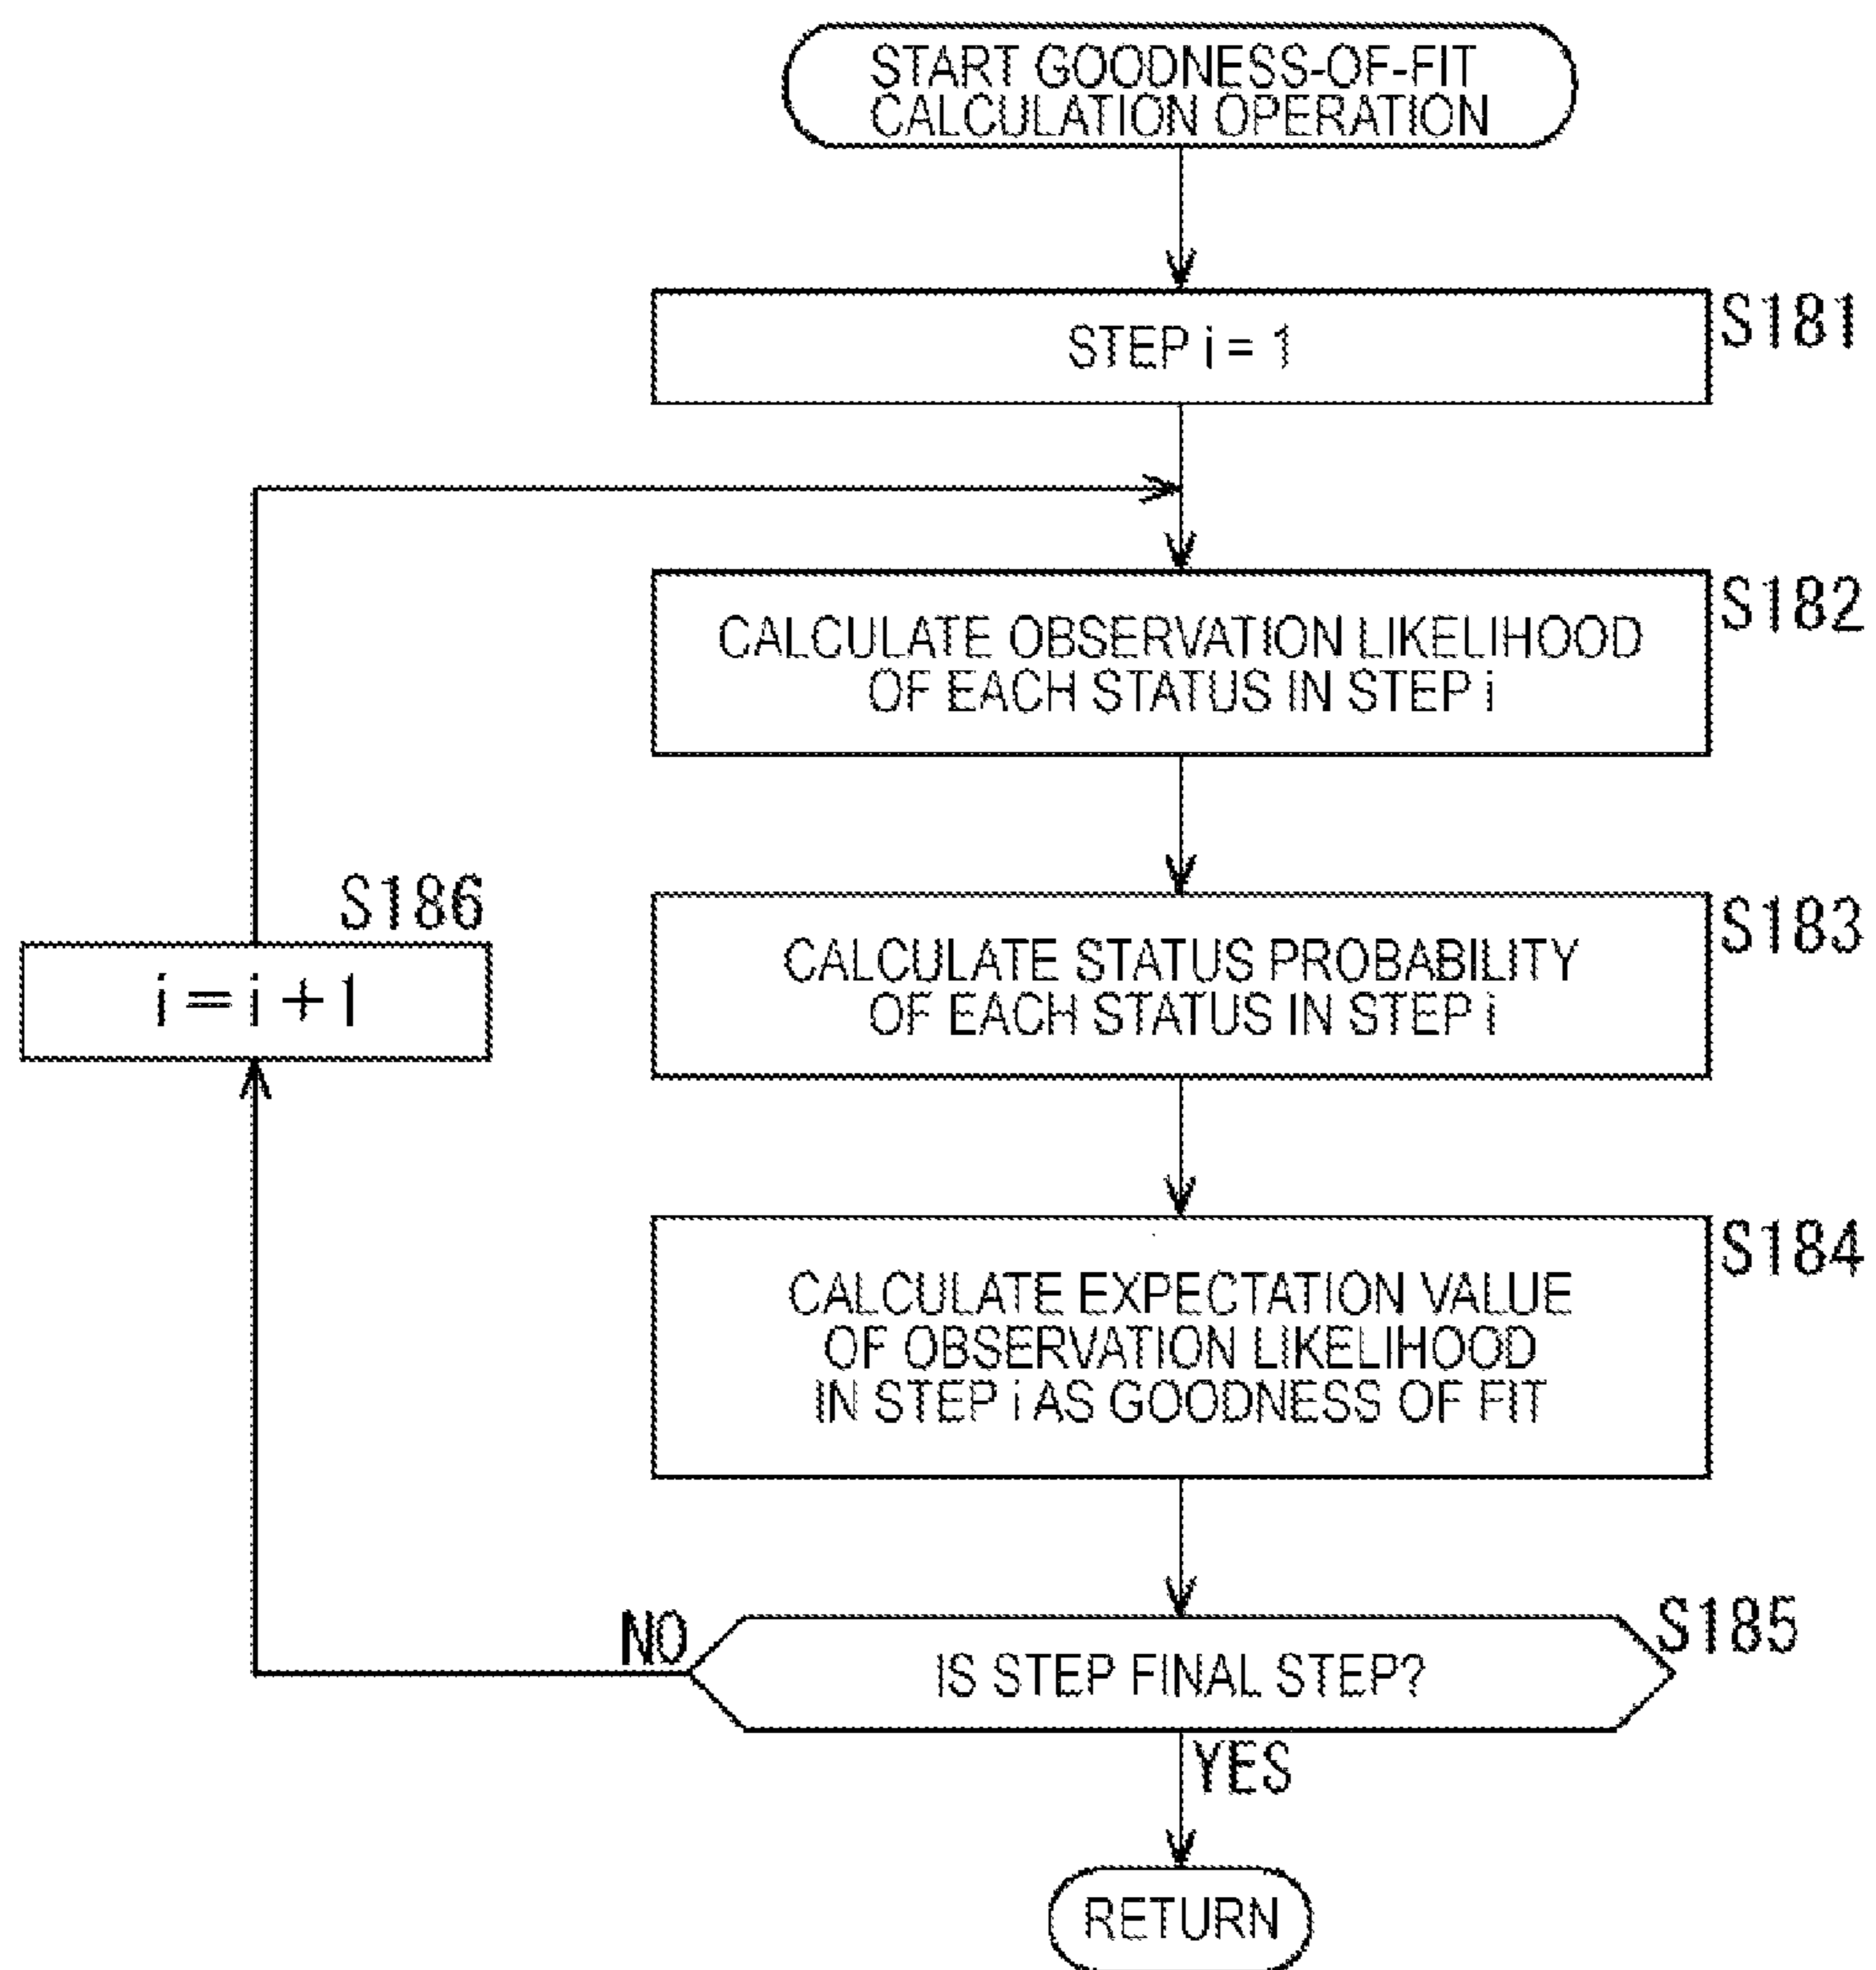 START GOODNESS-OF-FIT
CALCULATION OPERATION
STEP i = 1
S181
CALCULATE OBSERVATION LIKELIHOOD
OF EACH STATUS IN STEP i
S182
CALCULATE STATUS PROBABILITY
OF EACH STATUS IN STEP i
S183
S186
i = i + 1
CALCULATE EXPECTATION VALUE
OF OBSERVATION LIKELIHOOD
IN STEP i AS GOODNESS OF FIT
S184
NO
IS STEP FINAL STEP?
S185
YES
RETURN